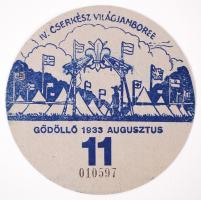 IV. CSERKÉSZ VILÁGJAMBOREE
GÖDÖLLŐ 1933 AUGUSZTUS
11
010597